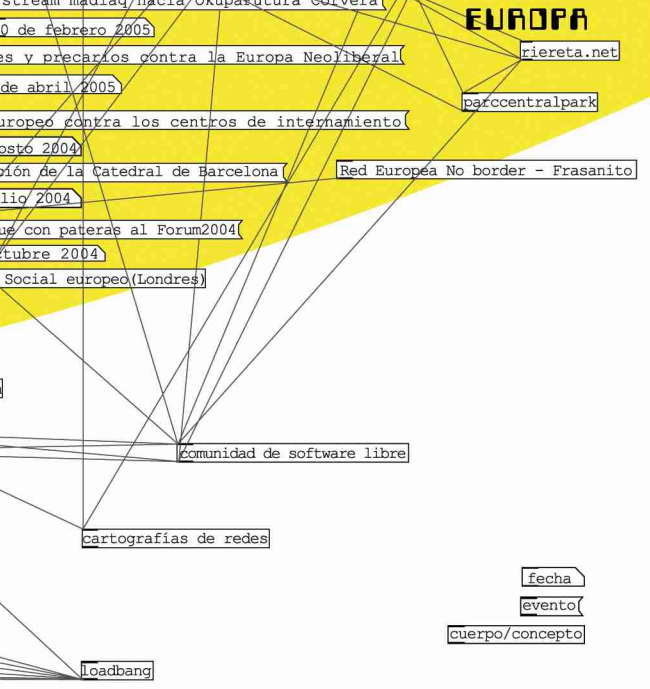 stream madiaq hacia Okuparutura Corvera
EUROPA
0 de febrero 2005
riereta.net
es y precarios contra la Europa Neoliberal
de abril 2005
parccentralpark
uropeo contra los centros de internamiento
osto 2004
ción de la Catedral de Barcelona
Red Europea No border - Frasanito
lio 2004
ue con pateras al Forum2004
ctubre 2004
Social europeo(Londres)
comunidad de software libre
cartografías de redes
fecha
evento
cuerpo/concepto
loadbang